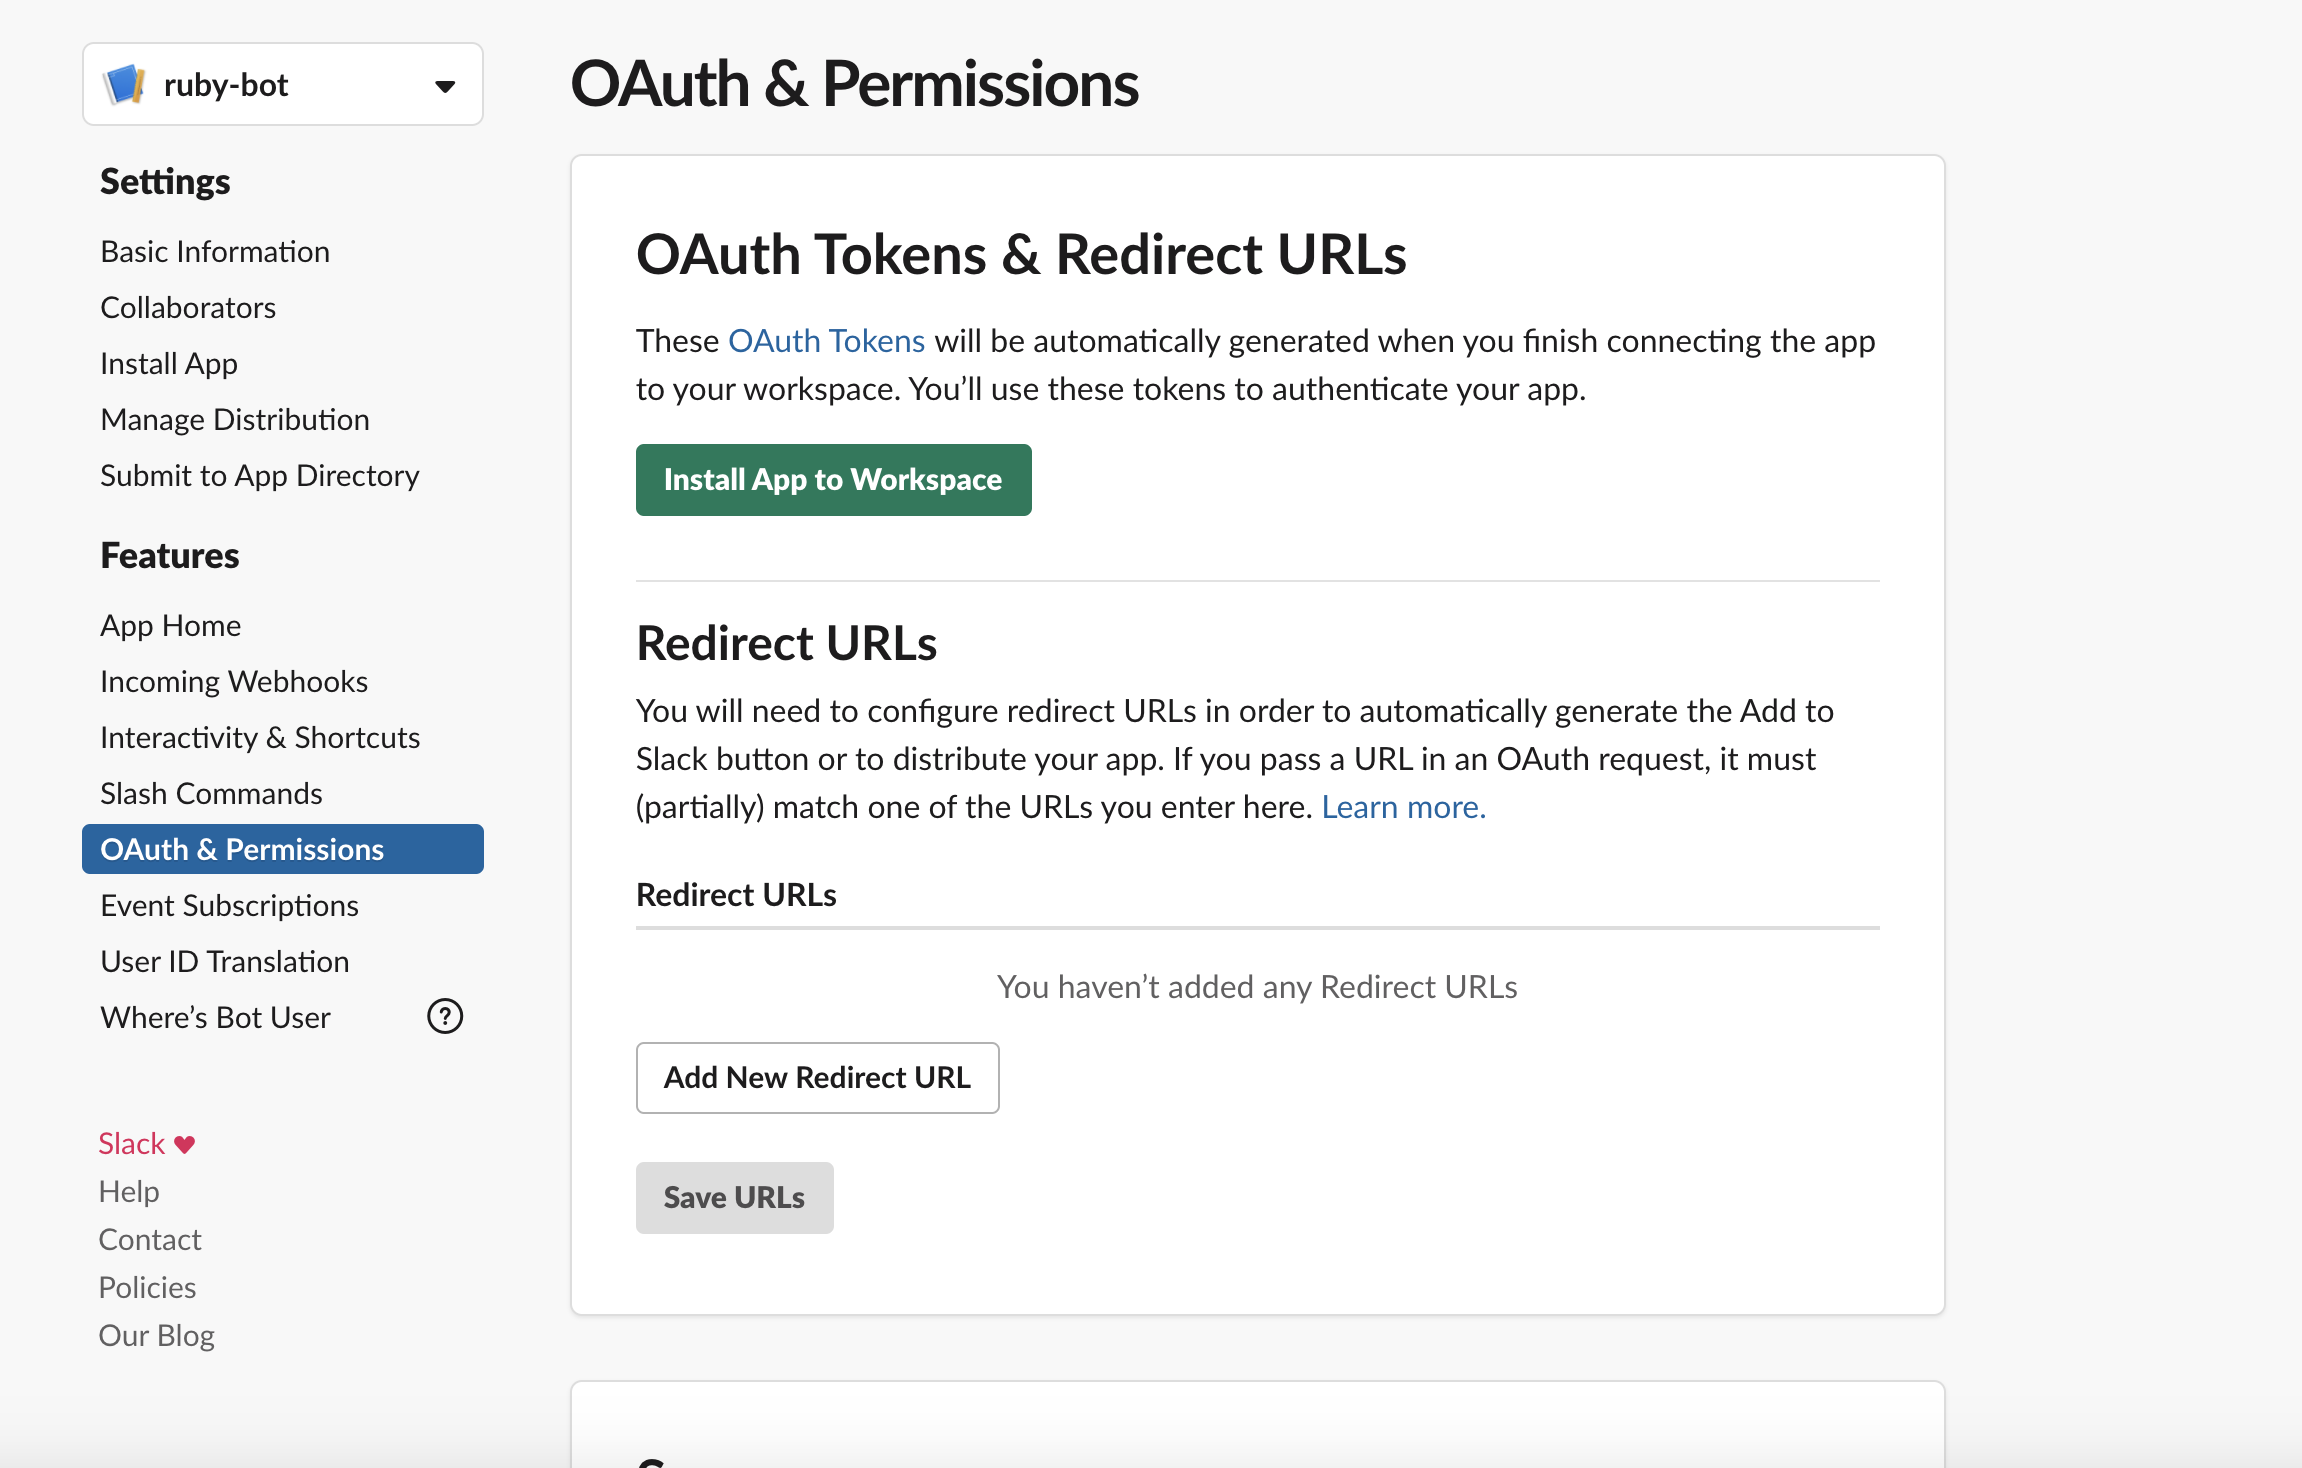 ruby-bot
Settings
Basic Information
Collaborators
Install App
Manage Distribution
Submit to App Directory
Features
App Home
Incoming Webhooks
Interactivity & Shortcuts
Slash Commands
OAuth & Permissions
Event Subscriptions
User ID Translation
Where’s Bot User
?
Slack ♥
Help
Contact
Policies
Our Blog
OAuth & Permissions
OAuth Tokens & Redirect URLs
These OAuth Tokens will be automatically generated when you finish connecting the app
to your workspace. You’ll use these tokens to authenticate your app.
Install App to Workspace
Redirect URLs
You will need to configure redirect URLs in order to automatically generate the Add to
Slack button or to distribute your app. If you pass a URL in an OAuth request, it must
(partially) match one of the URLs you enter here. Learn more.
Redirect URLs
You haven’t added any Redirect URLs
Add New Redirect URL
Save URLs